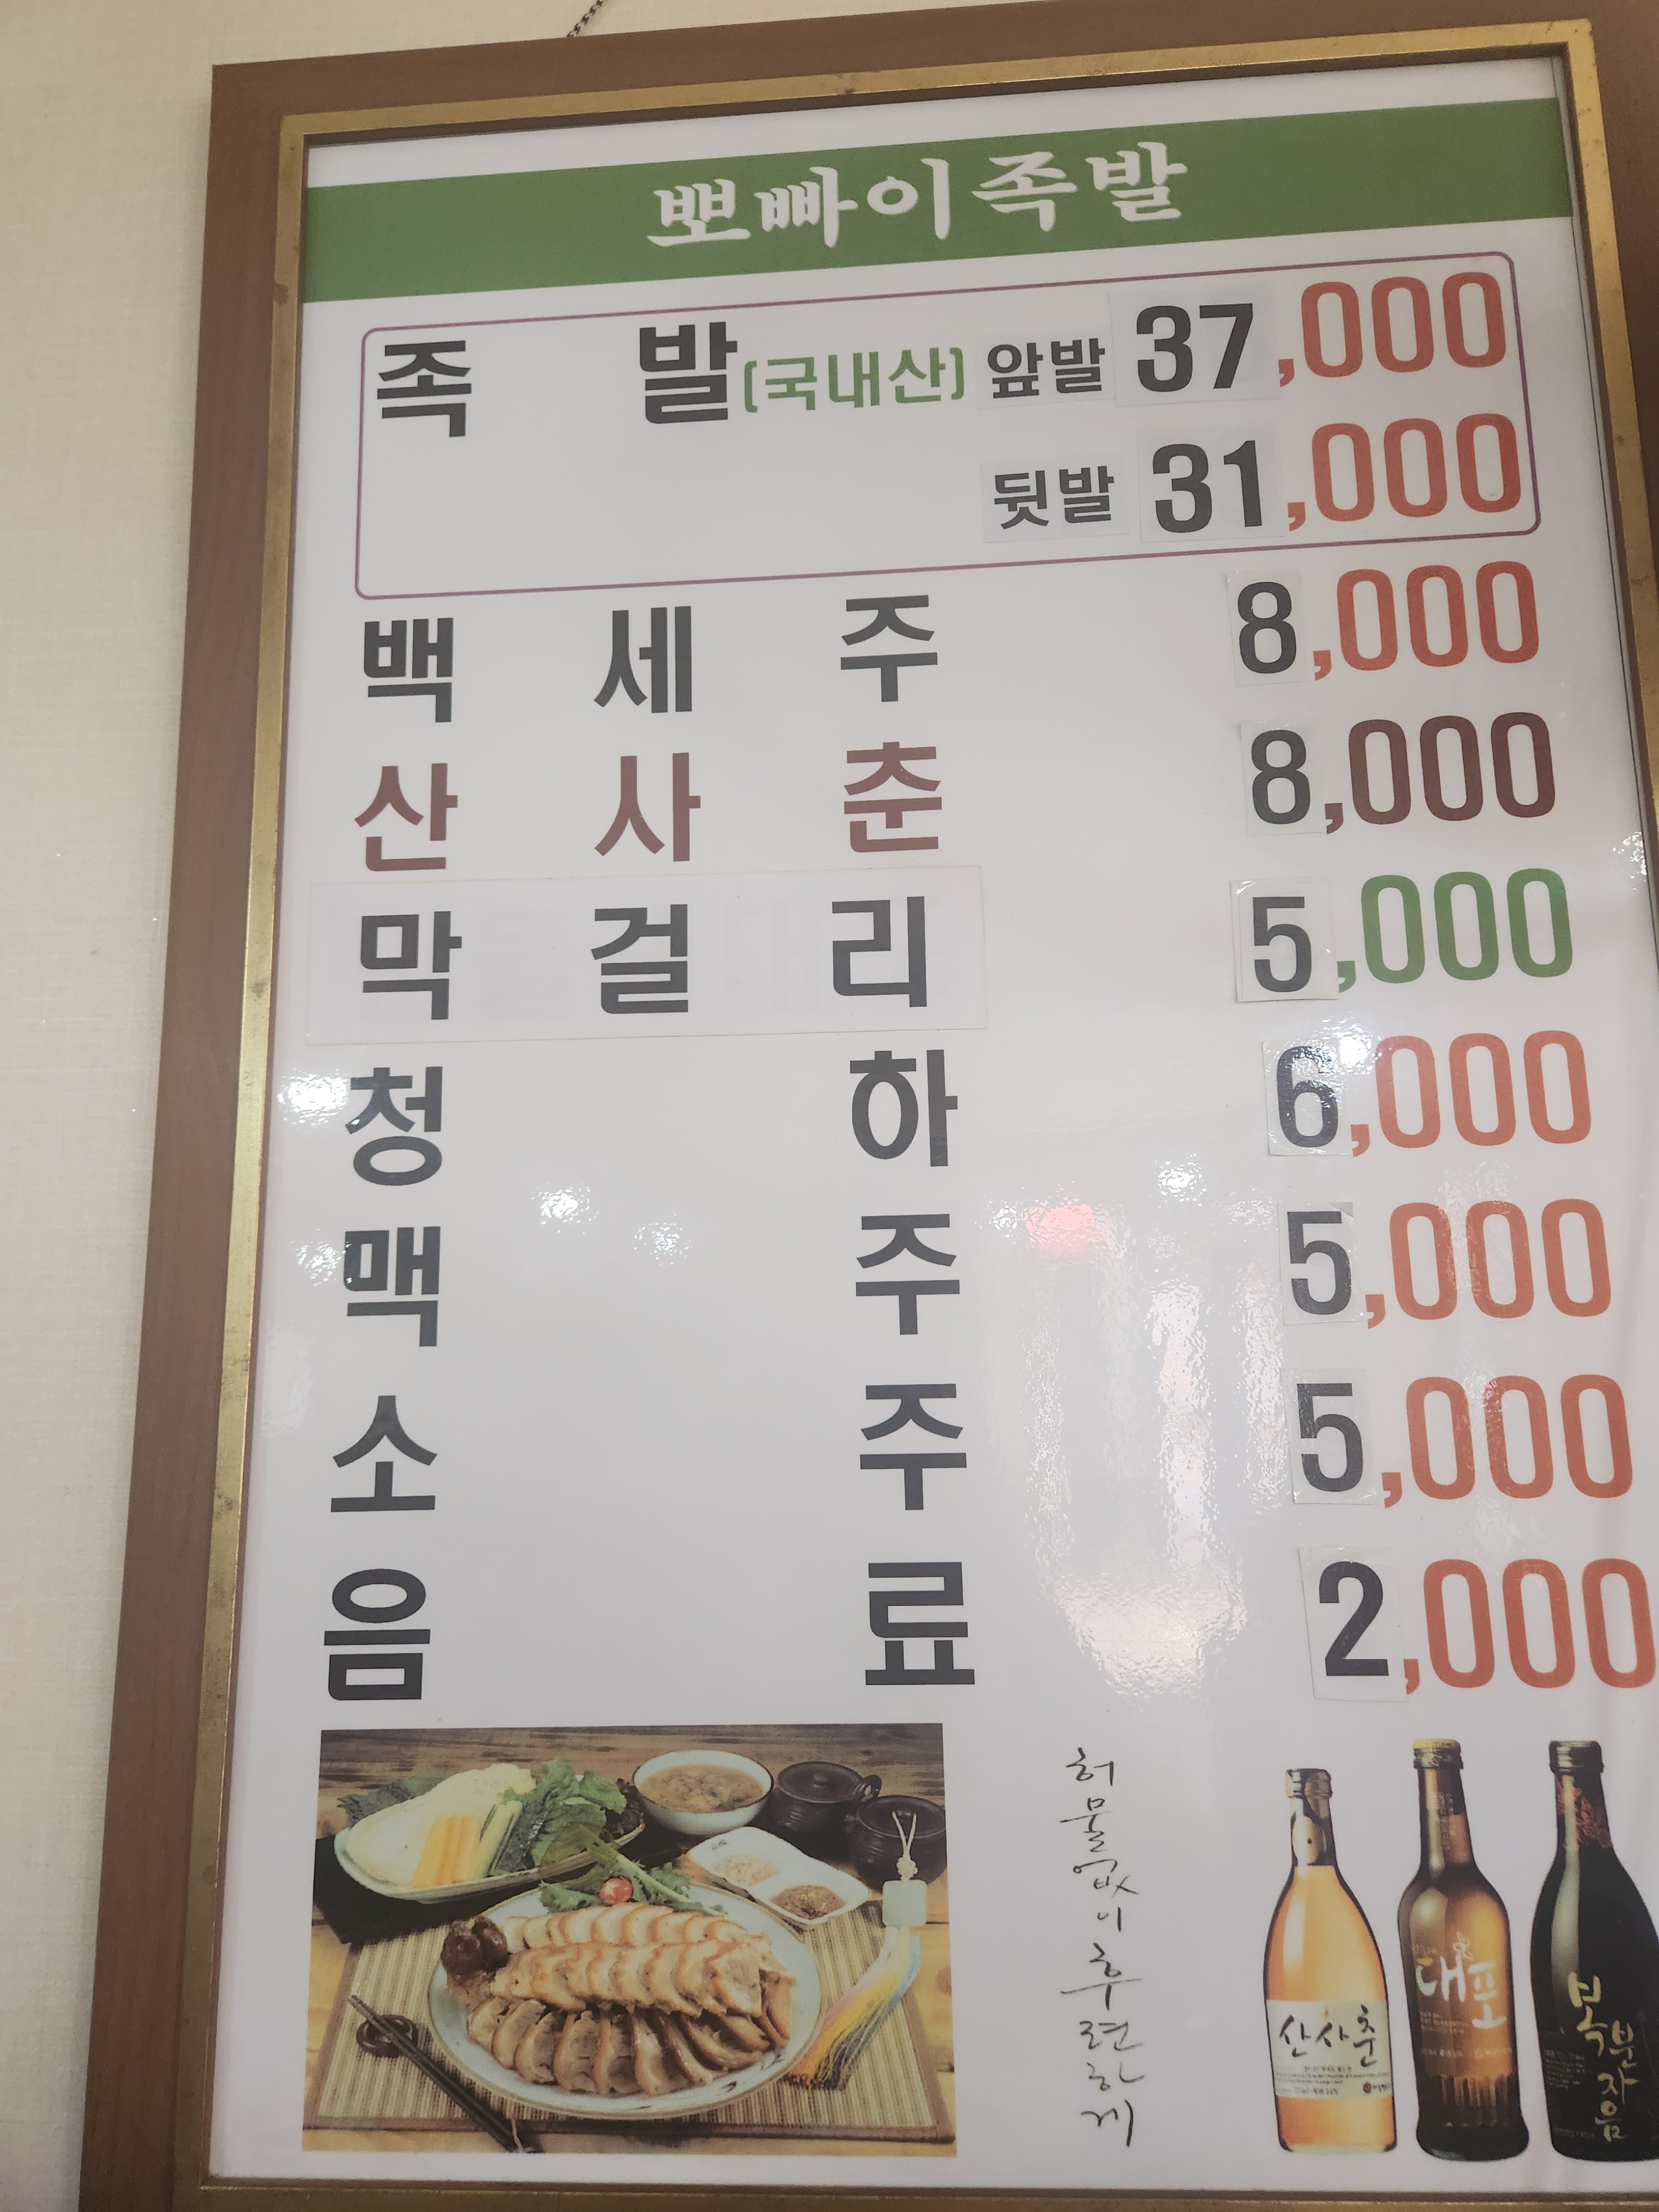 뽀빠이족발
족 발(국내산) 앞발 37,000
뒷발 31,000
백 세 주 8,000
산 사 춘 8,000
막 걸 리 5,000
청 하 6,000
맥 주 5,000
소 주 5,000
음 료 2,000
허물없이 후련하게
산사춘
대포
복분자음